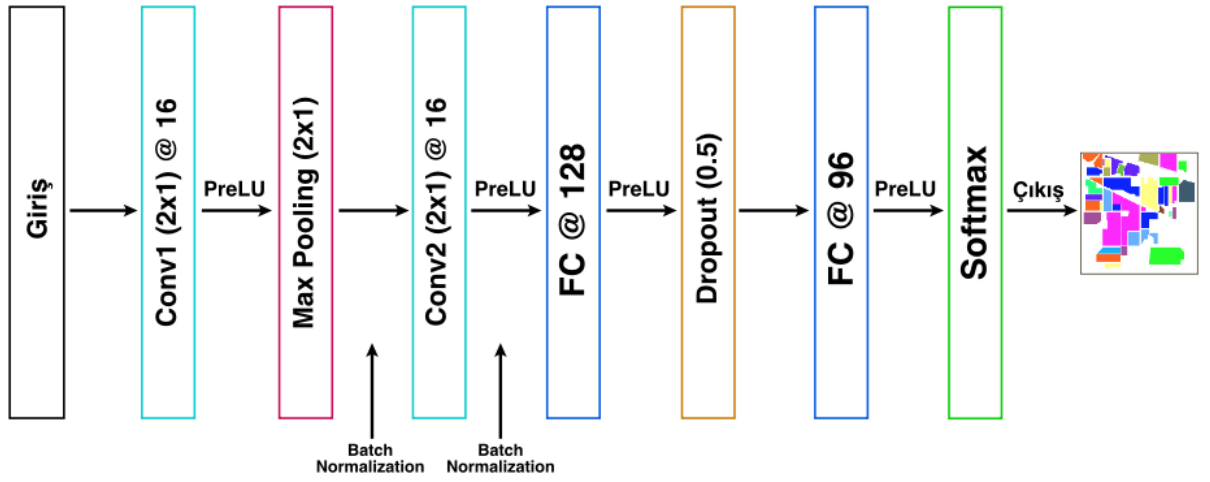 Giriş
Conv1 (2x1) @ 16
PreLU
Max Pooling (2x1)
Batch
Normalization
Conv2 (2x1) @ 16
PreLU
Batch
Normalization
FC @ 128
PreLU
Dropout (0.5)
FC @ 96
PreLU
Softmax
Çıkış